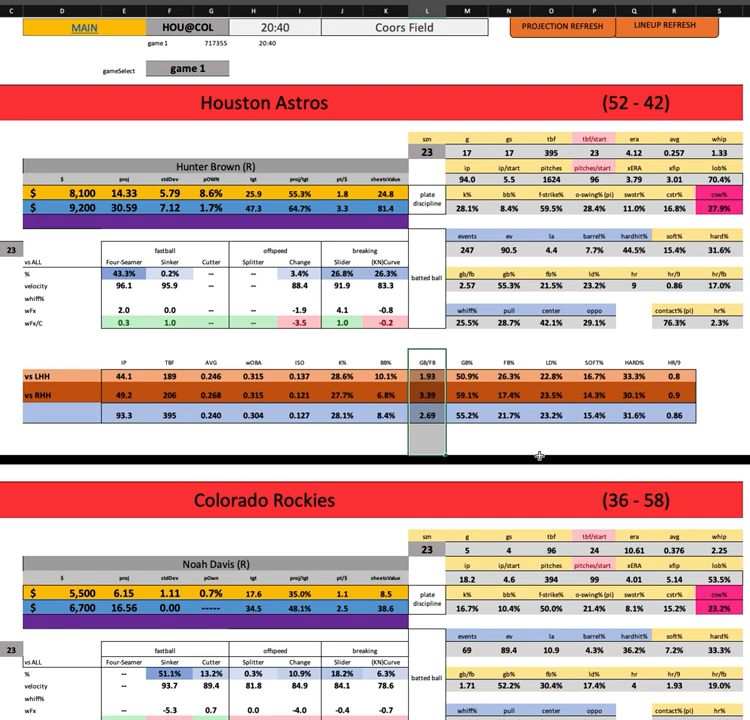 C D E F G H I J K L M N O P Q R S
MAIN HOU@COL 20:40 Coors Field PROJECTION REFRESH LINEUP REFRESH
game 1 717355 20:40
gameSelect game 1
Houston Astros (52 - 42)
szn g gs tbf tbf/start era avg whip
23 17 17 395 23 4.12 0.257 1.33
Hunter Brown (R) ip ip/start pitches pitches/start xERA xfip lob%
$ proj stdDev pOWN tgt proj/tgt pt/$ sheetsValue 94.0 5.5 1624 96 3.79 3.01 70.4%
$ 8,100 14.33 5.79 8.6% 25.9 55.3% 1.8 24.8 plate discipline k% bb% f-strike% o-swing% (pi) swstr% cstr% csw%
$ 9,200 30.59 7.12 1.7% 47.3 64.7% 3.3 81.4 28.1% 8.4% 59.5% 28.4% 11.0% 16.8% 27.9%
events ev la barrel% hardhit% soft% hard%
23 fastball offspeed breaking batted ball 247 90.5 4.4 7.7% 44.5% 15.4% 31.6%
vs ALL Four-Seamer Sinker Cutter Splitter Change Slider (KN)Curve
% 43.3% 0.2% -- -- 3.4% 26.8% 26.3% gb/fb gb% fb% ld% hr hr/9 hr/fb
velocity 96.1 95.9 -- -- 88.4 91.9 83.3 2.57 55.3% 21.5% 23.2% 9 0.86 17.0%
whiff%
wFx 2.0 0.0 -- -- -1.9 4.1 -0.8 whiff% pull center oppo contact% (pi) hr%
wFx/C 0.3 1.0 -- -- -3.5 1.0 -0.2 25.5% 28.7% 42.1% 29.1% 76.3% 2.3%
IP TBF AVG wOBA ISO K% BB% GB/FB GB% FB% LD% SOFT% HARD% HR/9
vs LHH 44.1 189 0.246 0.315 0.137 28.6% 10.1% 1.93 50.9% 26.3% 22.8% 16.7% 33.3% 0.8
vs RHH 49.2 206 0.268 0.315 0.121 27.7% 6.8% 3.39 59.1% 17.4% 23.5% 14.3% 30.1% 0.9
93.3 395 0.240 0.304 0.127 28.1% 8.4% 2.69 55.2% 21.7% 23.2% 15.4% 31.6% 0.86
Colorado Rockies (36 - 58)
szn g gs tbf tbf/start era avg whip
23 5 4 96 24 10.61 0.376 2.25
Noah Davis (R) ip ip/start pitches pitches/start xERA xfip lob%
$ proj stdDev pOwn tgt proj/tgt pt/$ sheetsValue 18.2 4.6 394 99 4.01 5.14 53.5%
$ 5,500 6.15 1.11 0.7% 17.6 35.0% 1.1 8.5 plate discipline k% bb% f-strike% o-swing% (pi) swstr% cstr% csw%
$ 6,700 16.56 0.00 ----- 34.5 48.1% 2.5 38.6 16.7% 10.4% 50.0% 21.4% 8.1% 15.2% 23.2%
events ev la barrel% hardhit% soft% hard%
23 fastball offspeed breaking batted ball 69 89.4 10.9 4.3% 36.2% 7.2% 33.3%
vs ALL Four-Seamer Sinker Cutter Splitter Change Slider (KN)Curve
% -- 51.1% 13.2% 0.3% 10.9% 18.2% 6.3% gb/fb gb% fb% ld% hr hr/9 hr/fb
velocity -- 93.7 89.4 81.8 84.9 84.1 78.6 1.71 52.2% 30.4% 17.4% 4 1.93 19.0%
whiff%
wFx -- -5.3 0.7 0.0 -4.0 -0.4 -0.7 whiff% pull center oppo contact% (pi) hr%